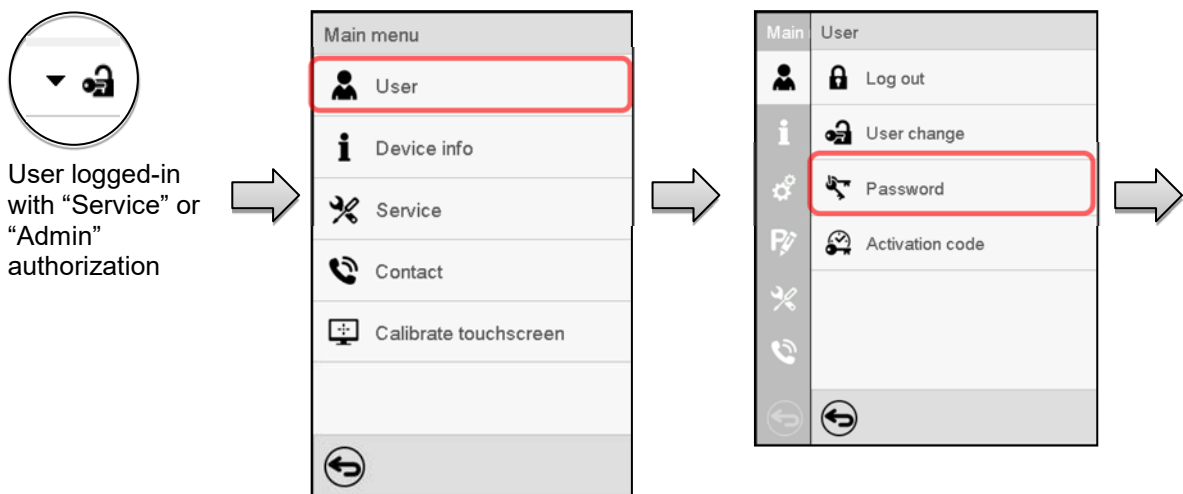 User logged-in
with “Service” or
“Admin”
authorization
Main menu
User
Device info
Service
Contact
Calibrate touchscreen
Main
User
Log out
User change
Password
Activation code